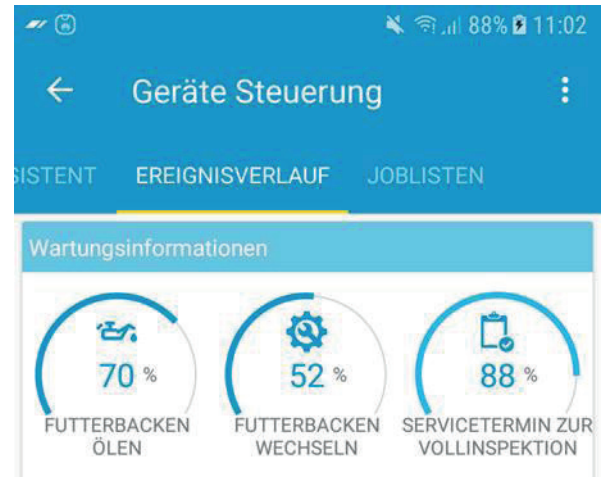 88% 11:02
Geräte Steuerung
SISTENT EREIGNISVERLAUF JOBLISTEN
Wartungsinformationen
70 % 52 % 88 %
FUTTERBACKEN ÖLEN
FUTTERBACKEN WECHSELN
SERVICETERMIN ZUR VOLLINSPEKTION